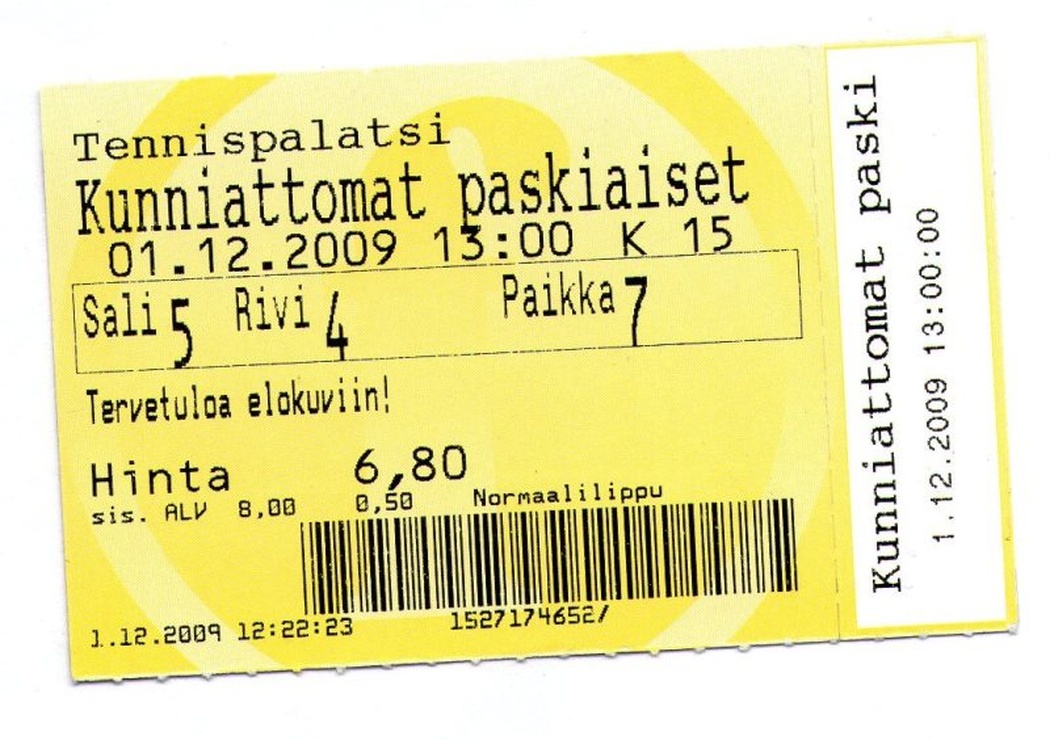 Tennispalatsi
Kunniattomat paskiaiset
01.12.2009 13:00 K 15
Sali 5 Rivi 4 Paikka 7
Tervetuloa elokuviin!
Hinta 6,80
sis. ALV 8,00 0,50 Normaalilippu
1.12.2009 12:22:23 1527174652/
Kunniattomat paski
1.12.2009 13:00:00